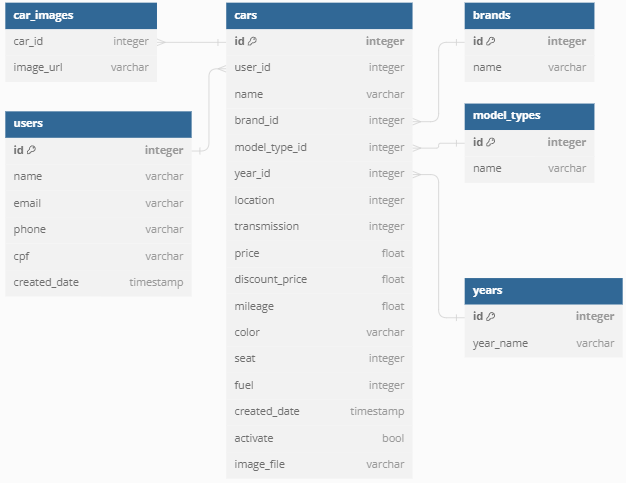 car_images
car_id integer
image_url varchar
users
id integer
name varchar
email varchar
phone varchar
cpf varchar
created_date timestamp
cars
id integer
user_id integer
name varchar
brand_id integer
model_type_id integer
year_id integer
location integer
transmission integer
price float
discount_price float
mileage float
color varchar
seat integer
fuel integer
created_date timestamp
activate bool
image_file varchar
brands
id integer
name varchar
model_types
id integer
name varchar
years
id integer
year_name varchar